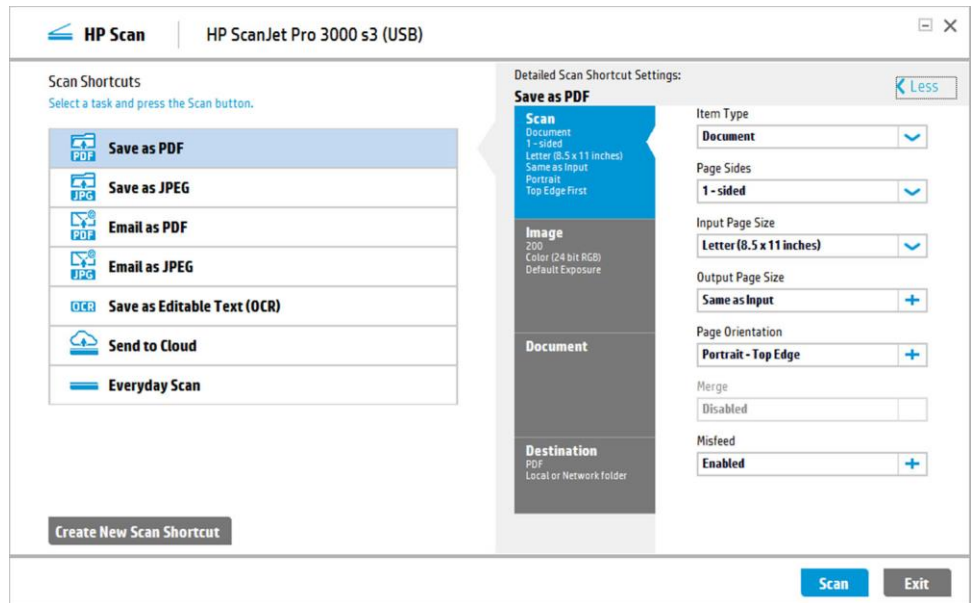 HP Scan
HP ScanJet Pro 3000 s3 (USB)
Scan Shortcuts
Select a task and press the Scan button.
PDF
Save as PDF
JPG
Save as JPEG
PDF
Email as PDF
JPG
Email as JPEG
OCR
Save as Editable Text (OCR)
Send to Cloud
Everyday Scan
Create New Scan Shortcut
Detailed Scan Shortcut Settings:
Save as PDF
Less
Scan
Document
1 - sided
Letter (8.5 x 11 inches)
Same as Input
Portrait
Top Edge First
Image
200
Color (24 bit RGB)
Default Exposure
Document
Destination
PDF
Local or Network folder
Item Type
Document
Page Sides
1 - sided
Input Page Size
Letter (8.5 x 11 inches)
Output Page Size
Same as Input
Page Orientation
Portrait - Top Edge
Merge
Disabled
Misfeed
Enabled
Scan
Exit